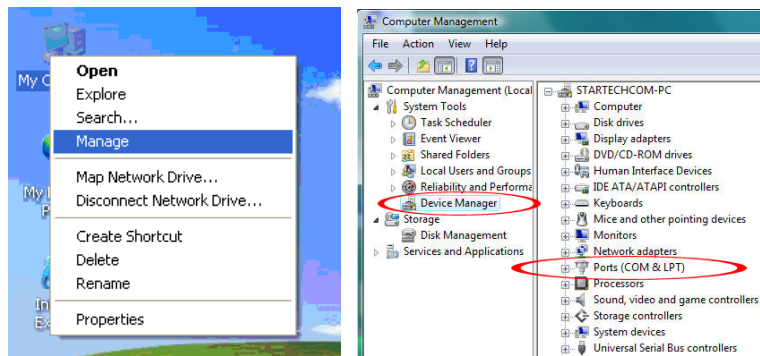 My C
Open
Explore
Search...
Manage
Map Network Drive...
Disconnect Network Drive...
Create Shortcut
Delete
Rename
Properties
My
P
In
Ex
Computer Management
File Action View Help
Computer Management (Local
System Tools
Task Scheduler
Event Viewer
Shared Folders
Local Users and Groups
Reliability and Performa
Device Manager
Storage
Disk Management
Services and Applications
STARTECHCOM-PC
Computer
Disk drives
Display adapters
DVD/CD-ROM drives
Human Interface Devices
IDE ATA/ATAPI controllers
Keyboards
Mice and other pointing devices
Monitors
Network adapters
Ports (COM & LPT)
Processors
Sound, video and game controllers
Storage controllers
System devices
Universal Serial Bus controllers